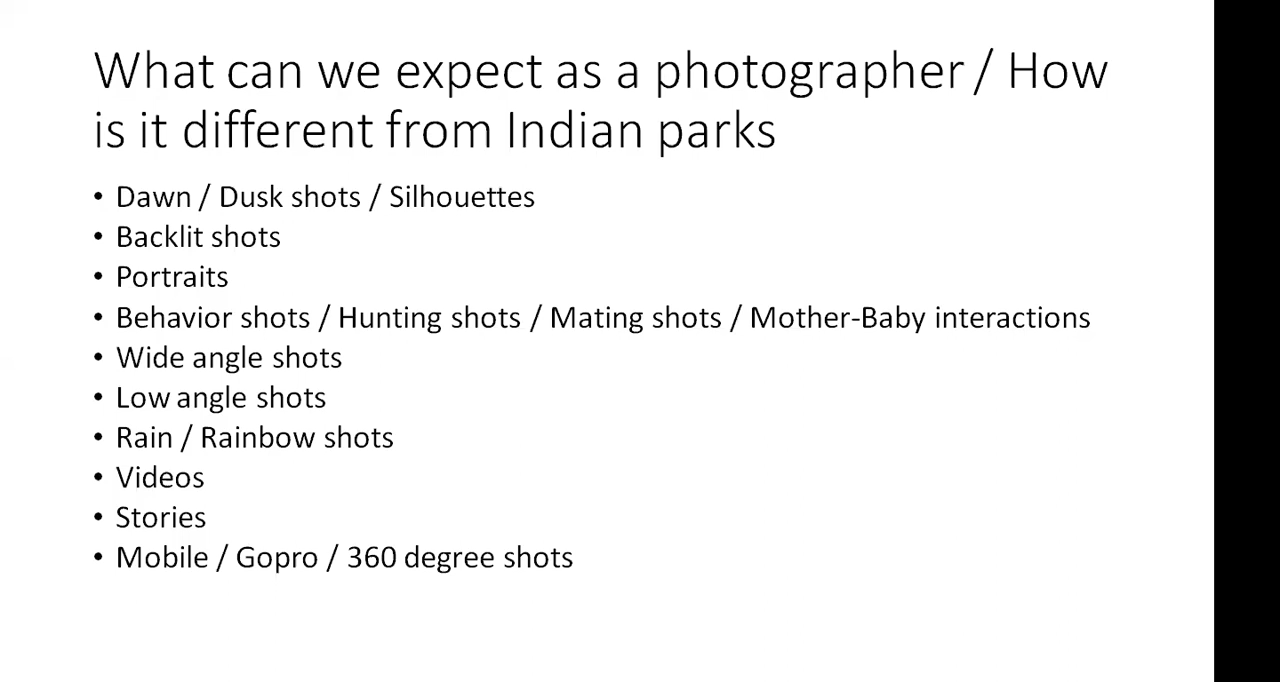 What can we expect as a photographer / How
is it different from Indian parks
• Dawn / Dusk shots / Silhouettes
• Backlit shots
• Portraits
• Behavior shots / Hunting shots / Mating shots / Mother-Baby interactions
• Wide angle shots
• Low angle shots
• Rain / Rainbow shots
• Videos
• Stories
• Mobile / Gopro / 360 degree shots